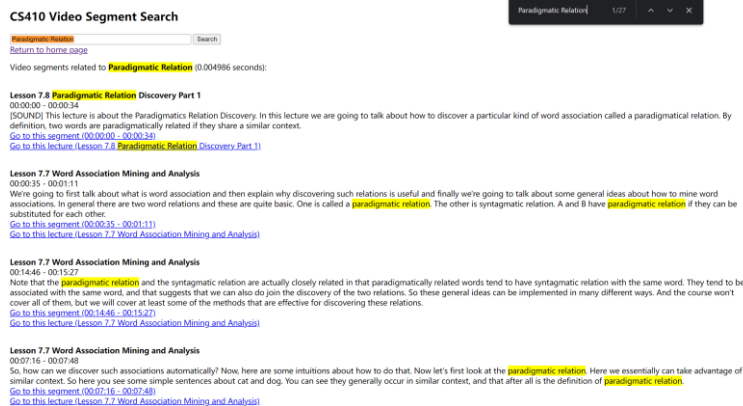 Paradigmatic Relation 1/27
CS410 Video Segment Search
Paradigmatic Relation Search
Return to home page
Video segments related to Paradigmatic Relation (0.004986 seconds):
Lesson 7.8 Paradigmatic Relation Discovery Part 1
00:00:00 - 00:00:34
[SOUND] This lecture is about the Paradigmatics Relation Discovery. In this lecture we are going to talk about how to discover a particular kind of word association called a paradigmatical relation. By
definition, two words are paradigmatically related if they share a similar context.
Go to this segment (00:00:00 - 00:00:34)
Go to this lecture (Lesson 7.8 Paradigmatic Relation Discovery Part 1)
Lesson 7.7 Word Association Mining and Analysis
00:00:35 - 00:01:11
We're going to first talk about what is word association and then explain why discovering such relations is useful and finally we're going to talk about some general ideas about how to mine word
associations. In general there are two word relations and these are quite basic. One is called a paradigmatic relation. The other is syntagmatic relation. A and B have paradigmatic relation if they can be
substituted for each other.
Go to this segment (00:00:35 - 00:01:11)
Go to this lecture (Lesson 7.7 Word Association Mining and Analysis)
Lesson 7.7 Word Association Mining and Analysis
00:14:46 - 00:15:27
Note that the paradigmatic relation and the syntagmatic relation are actually closely related in that paradigmatically related words tend to have syntagmatic relation with the same word. They tend to be
associated with the same word, and that suggests that we can also do join the discovery of the two relations. So these general ideas can be implemented in many different ways. And the course won't
cover all of them, but we will cover at least some of the methods that are effective for discovering these relations.
Go to this segment (00:14:46 - 00:15:27)
Go to this lecture (Lesson 7.7 Word Association Mining and Analysis)
Lesson 7.7 Word Association Mining and Analysis
00:07:16 - 00:07:48
So, how can we discover such associations automatically? Now, here are some intuitions about how to do that. Now let's first look at the paradigmatic relation. Here we essentially can take advantage of
similar context. So here you see some simple sentences about cat and dog. You can see they generally occur in similar context, and that after all is the definition of paradigmatic relation.
Go to this segment (00:07:16 - 00:07:48)
Go to this lecture (Lesson 7.7 Word Association Mining and Analysis)